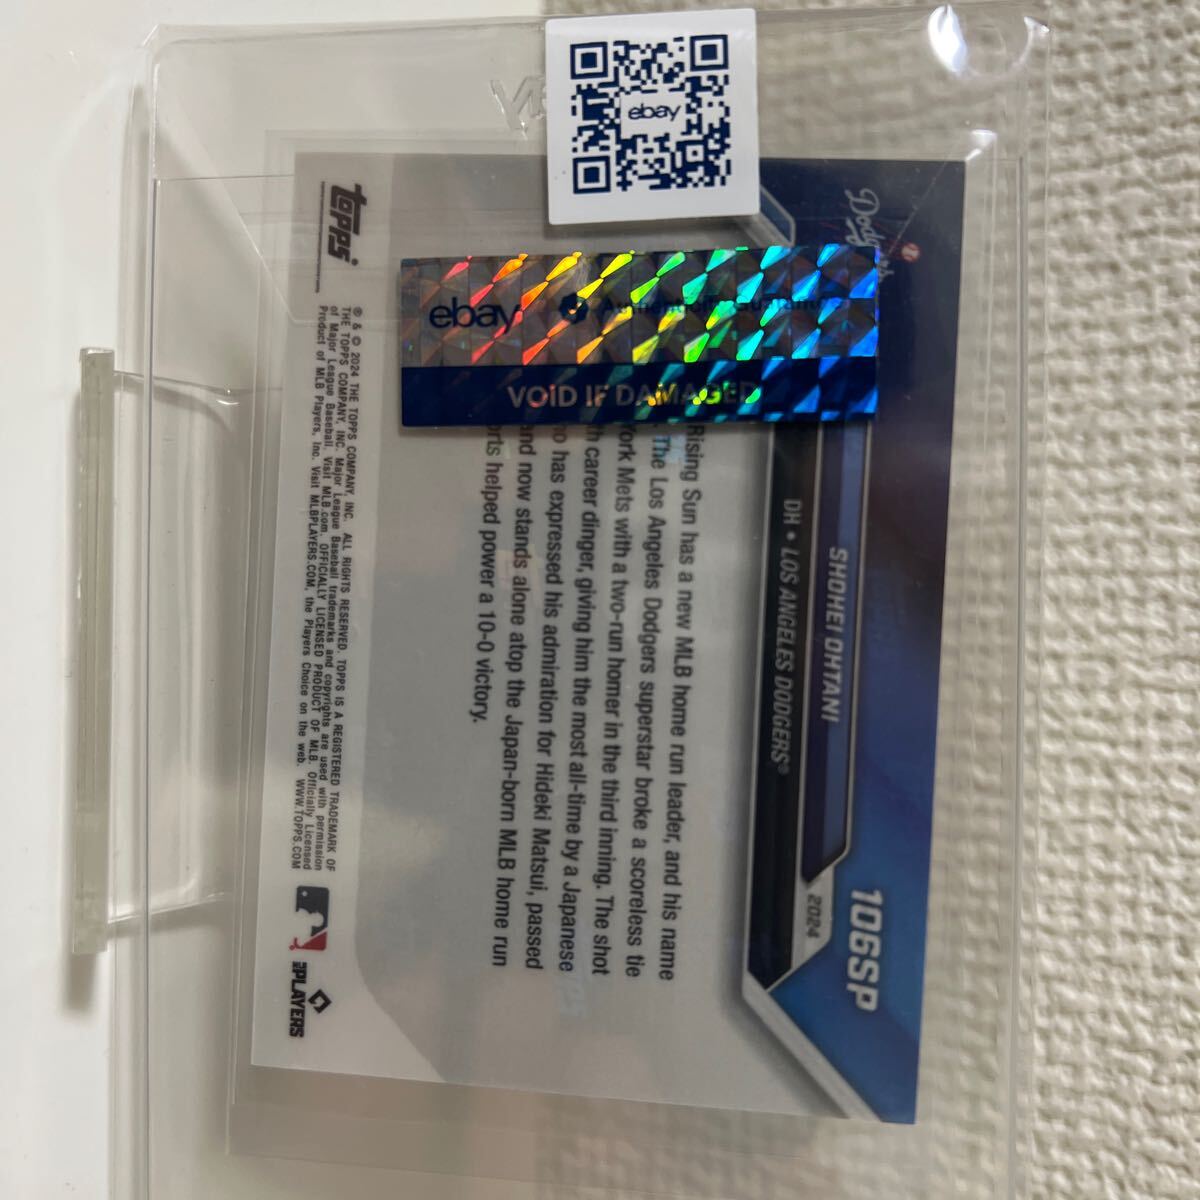 ebay
ebay Authenticity Guarantee
VOID IF DAMAGED
Dodgers
106SP
SHOHEI OHTANI
2024
DH • LOS ANGELES DODGERS®
Rising Sun has a new MLB home run leader, and his name
The Los Angeles Dodgers superstar broke a scoreless tie
Mets with a two-run homer in the third inning. The shot
career dinger, giving him the most all-time by a Japanese
has expressed his admiration for Hideki Matsui, passed
and now stands alone atop the Japan-born MLB home run
helped power a 10-0 victory.
topps
® & © 2024 THE TOPPS COMPANY, INC. ALL RIGHTS RESERVED. TOPPS IS A REGISTERED TRADEMARK OF
THE TOPPS COMPANY, INC. Major League Baseball trademarks and copyrights are used with permission
of Major League Baseball. Visit MLB.com. OFFICIALLY LICENSED PRODUCT OF MLB. Officially Licensed
Product of MLB Players, Inc. Visit MLBPLAYERS.COM, the Players Choice on the web. WWW.TOPPS.COM
MLB PLAYERS